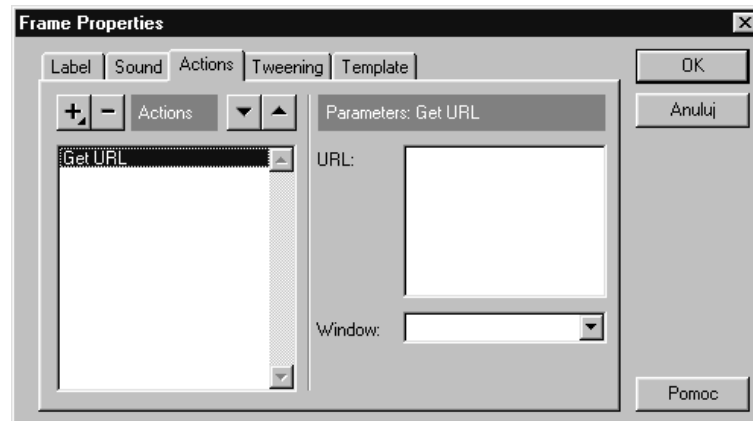 Frame Properties
Label Sound Actions Tweening Template
OK
Anuluj
Actions
Parameters: Get URL
Get URL
URL:
Window:
Pomoc